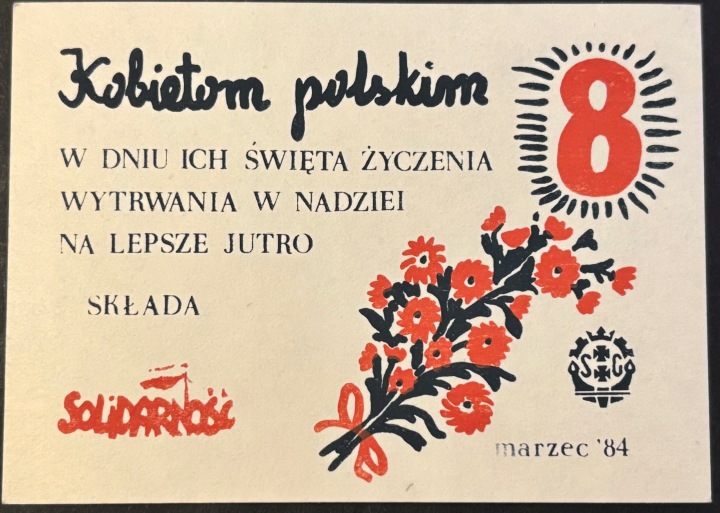 Kobietom polskim
8
W DNIU ICH ŚWIĘTA ŻYCZENIA
WYTRWANIA W NADZIEI
NA LEPSZE JUTRO
SKŁADA
SOLIDARNOŚĆ
S G
marzec '84